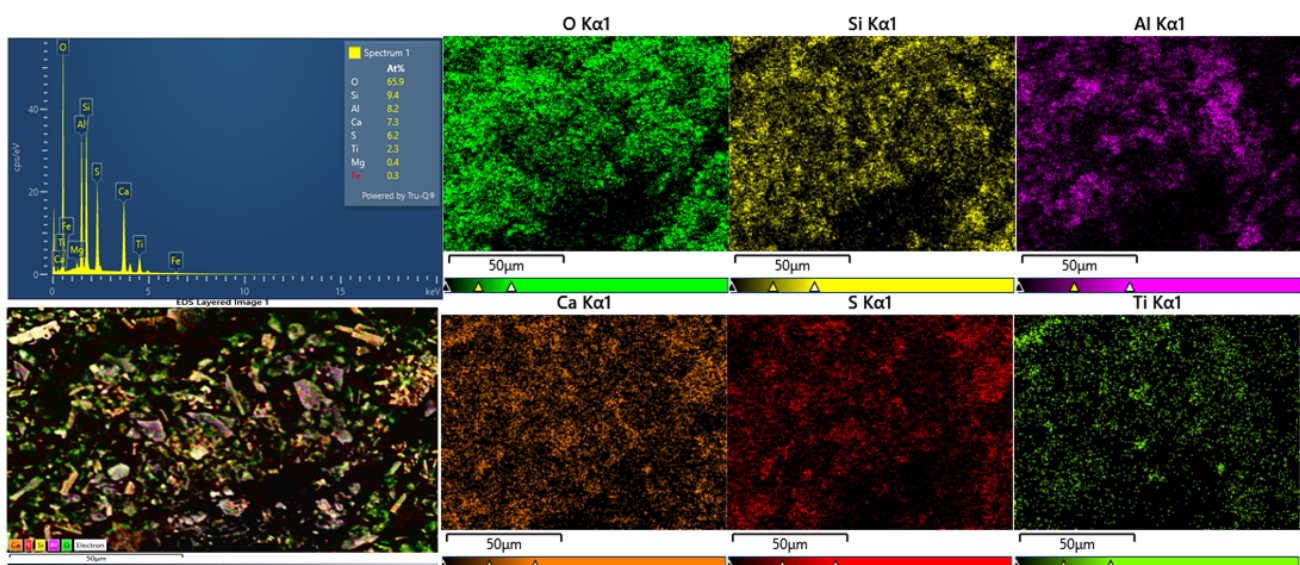 O Kα1
Si Kα1
Al Kα1
Spectrum 1
At%
O 65.9
Si 9.4
Al 8.2
Ca 7.3
S 6.2
Ti 2.3
Mg 0.4
Fe 0.3
Powered by Tru-Q®
O
Si
Al
S
Ca
Fe
Ti
Mg
Ca
Ti
Fe
cps/eV
40
20
0
0
5
10
15
keV
50μm
50μm
50μm
EDS Layered Image 1
Ca Kα1
S Kα1
Ti Kα1
Ca S Si Al O Electron
50μm
50μm
50μm
50μm